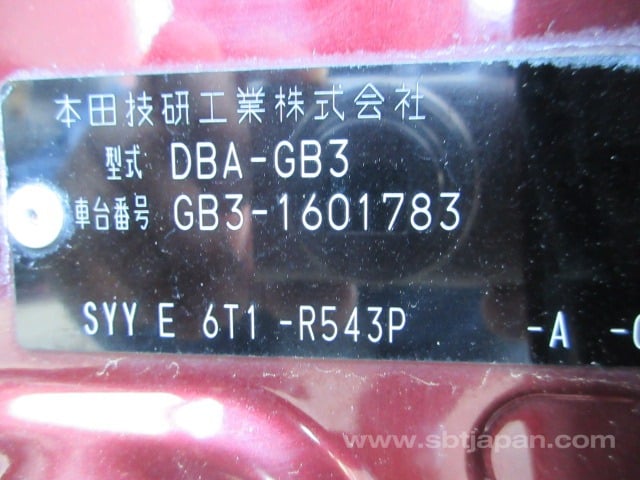 本田技研工業株式会社
型式 DBA-GB3
車台番号 GB3-1601783
SYY E 6T1 -R543P -A -
www.sbtjapan.com